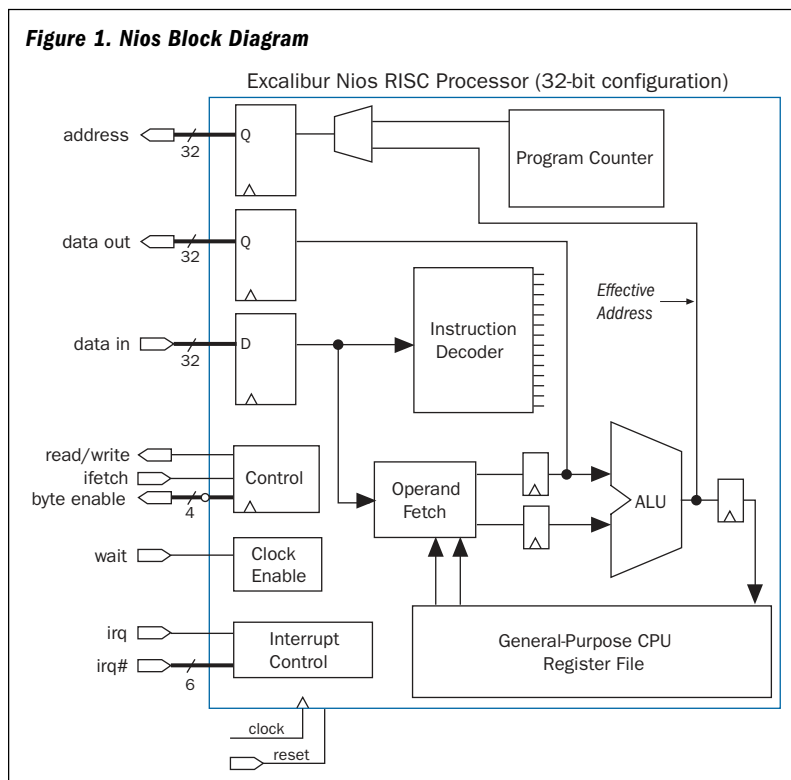 Figure 1. Nios Block Diagram
Excalibur Nios RISC Processor (32-bit configuration)
address
32
Q
Program Counter
data out
32
Q
Effective
Address
data in
32
D
Instruction
Decoder
read/write
ifetch
byte enable
4
Control
Operand
Fetch
ALU
wait
Clock
Enable
irq
irq#
6
Interrupt
Control
General-Purpose CPU
Register File
clock
reset